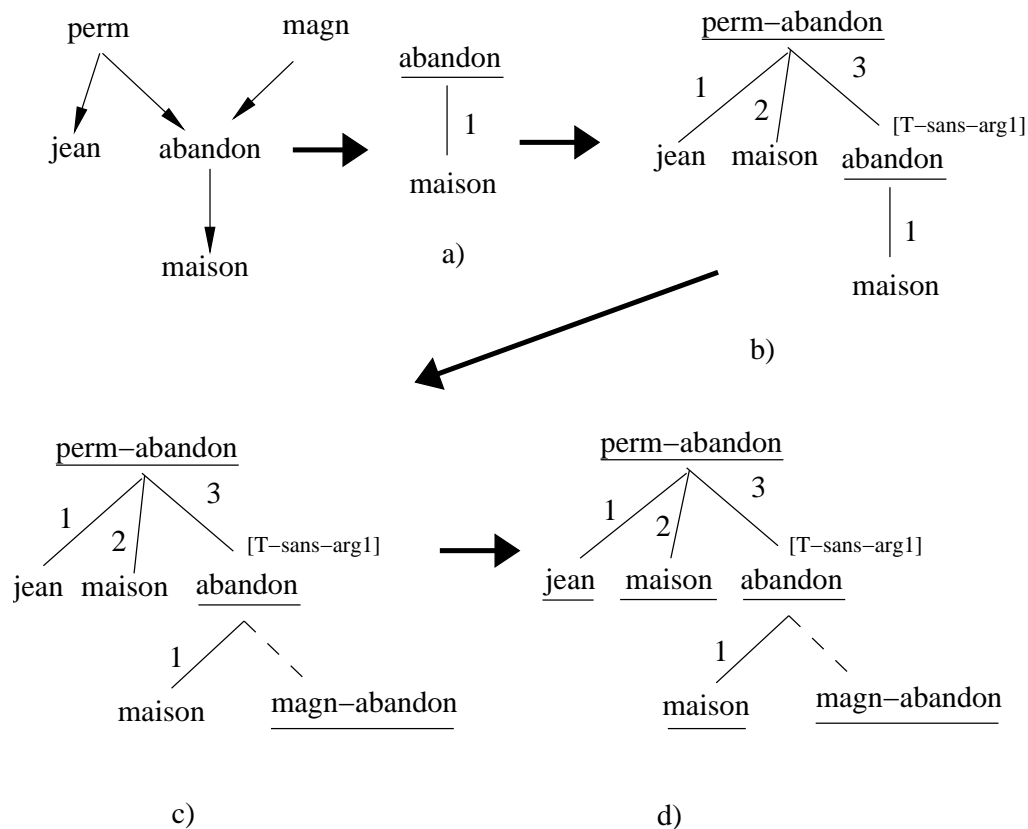 perm
magn
jean
abandon
maison
abandon
1
maison
a)
perm−abandon
1
2
3
jean
maison
[T−sans−arg1]
abandon
1
maison
b)
perm−abandon
1
2
3
[T−sans−arg1]
jean
maison
abandon
1
maison
magn−abandon
c)
perm−abandon
1
2
3
[T−sans−arg1]
jean
maison
abandon
1
maison
magn−abandon
d)